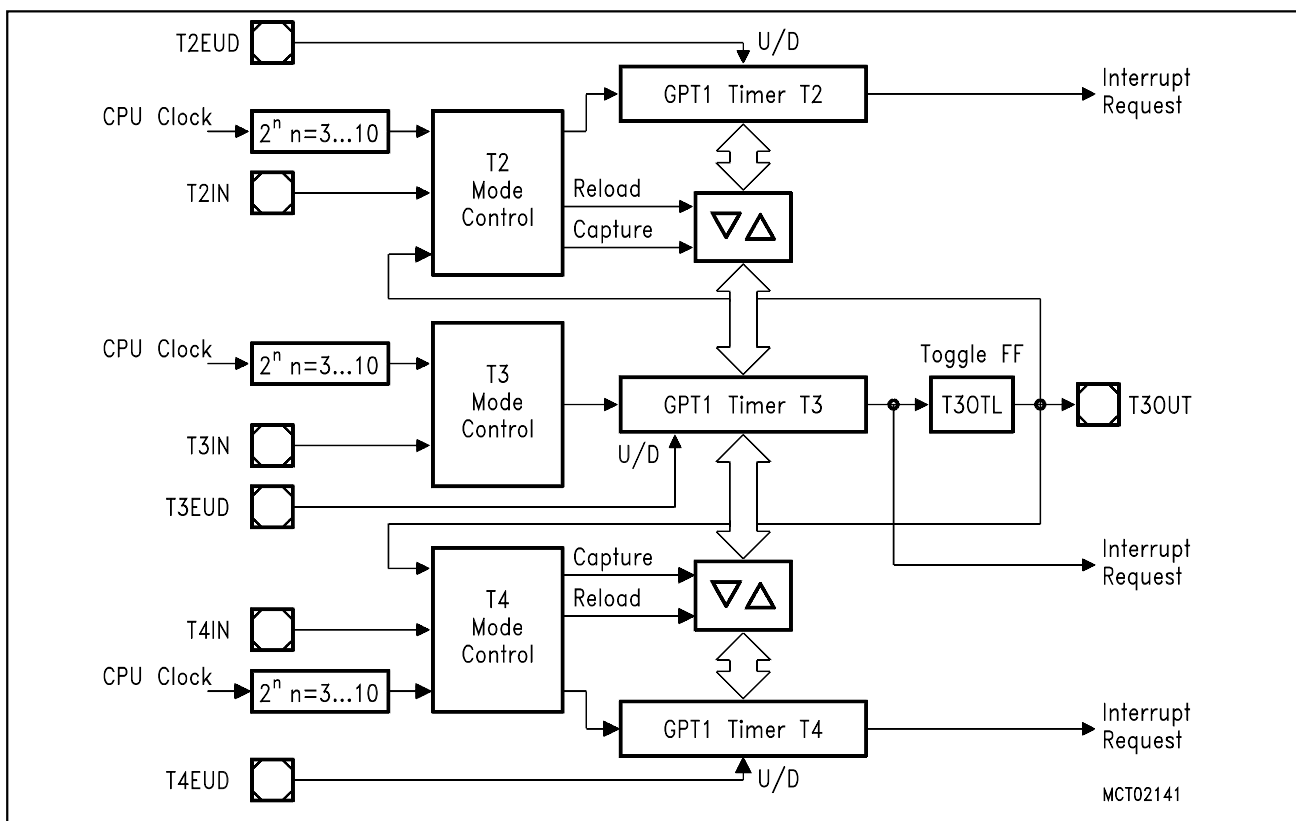 T2EUD
U/D
GPT1 Timer T2
Interrupt
Request
CPU Clock
2ⁿ n=3...10
T2
Mode
Control
T2IN
Reload
Capture
CPU Clock
2ⁿ n=3...10
T3
Mode
Control
GPT1 Timer T3
Toggle FF
T3OTL
T3OUT
T3IN
U/D
T3EUD
Capture
Reload
Interrupt
Request
T4
Mode
Control
T4IN
CPU Clock
2ⁿ n=3...10
GPT1 Timer T4
Interrupt
Request
T4EUD
U/D
MCT02141